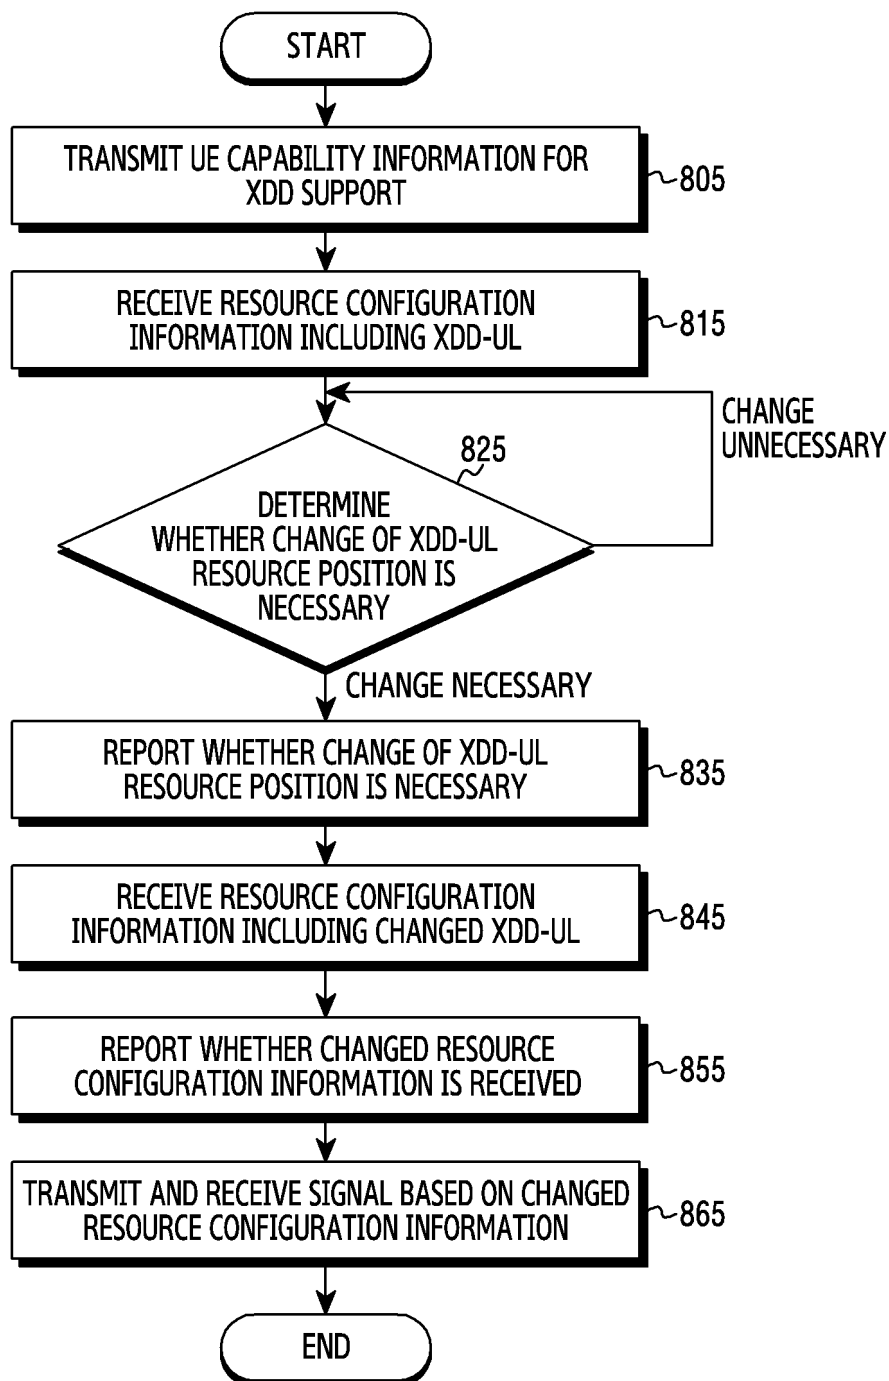 START
TRANSMIT UE CAPABILITY INFORMATION FOR
XDD SUPPORT
805
RECEIVE RESOURCE CONFIGURATION
INFORMATION INCLUDING XDD-UL
815
CHANGE
UNNECESSARY
825
DETERMINE
WHETHER CHANGE OF XDD-UL
RESOURCE POSITION IS
NECESSARY
CHANGE NECESSARY
REPORT WHETHER CHANGE OF XDD-UL
RESOURCE POSITION IS NECESSARY
835
RECEIVE RESOURCE CONFIGURATION
INFORMATION INCLUDING CHANGED XDD-UL
845
REPORT WHETHER CHANGED RESOURCE
CONFIGURATION INFORMATION IS RECEIVED
855
TRANSMIT AND RECEIVE SIGNAL BASED ON CHANGED
RESOURCE CONFIGURATION INFORMATION
865
END